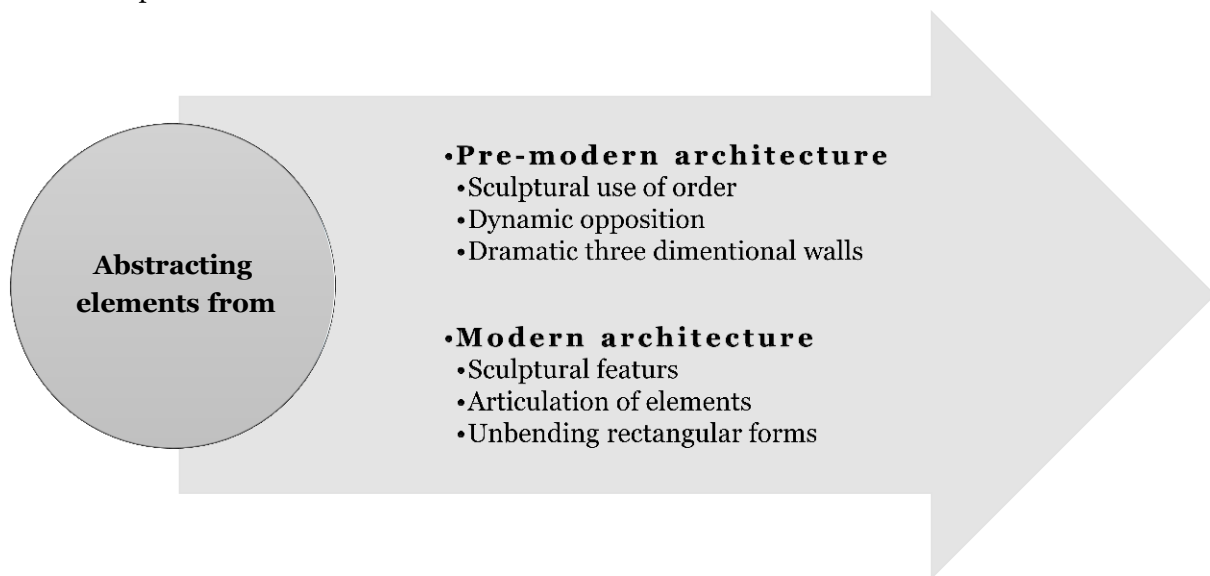 Abstracting
elements from
•Pre-modern architecture
•Sculptural use of order
•Dynamic opposition
•Dramatic three dimentional walls
•Modern architecture
•Sculptural featurs
•Articulation of elements
•Unbending rectangular forms